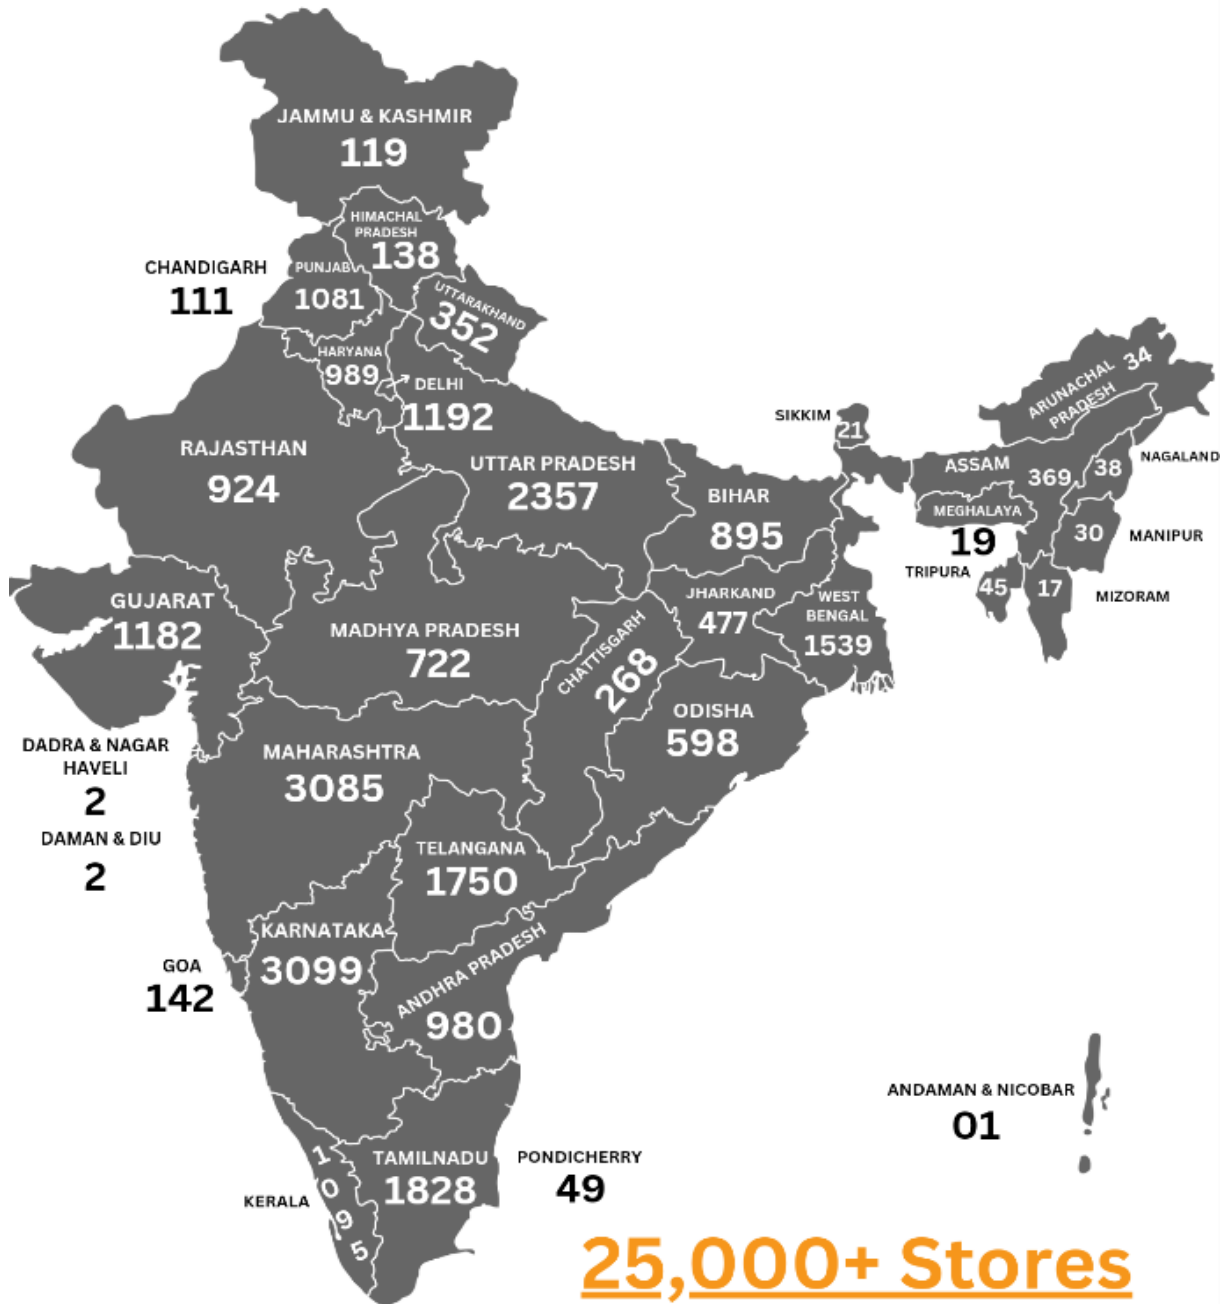 JAMMU & KASHMIR
119
HIMACHAL
PRADESH
138
CHANDIGARH
111
PUNJAB
1081
UTTARAKHAND
352
HARYANA
989
DELHI
1192
RAJASTHAN
924
UTTAR PRADESH
2357
BIHAR
895
SIKKIM
21
ARUNACHAL
PRADESH
34
ASSAM
369
38
NAGALAND
MEGHALAYA
19
30
MANIPUR
TRIPURA
45
17
MIZORAM
GUJARAT
1182
MADHYA PRADESH
722
CHATTISGARH
268
JHARKAND
477
WEST
BENGAL
1539
ODISHA
598
DADRA & NAGAR
HAVELI
2
DAMAN & DIU
2
MAHARASHTRA
3085
TELANGANA
1750
KARNATAKA
3099
GOA
142
ANDHRA PRADESH
980
ANDAMAN & NICOBAR
01
KERALA
1
0
9
5
TAMILNADU
1828
PONDICHERRY
49
25,000+ Stores